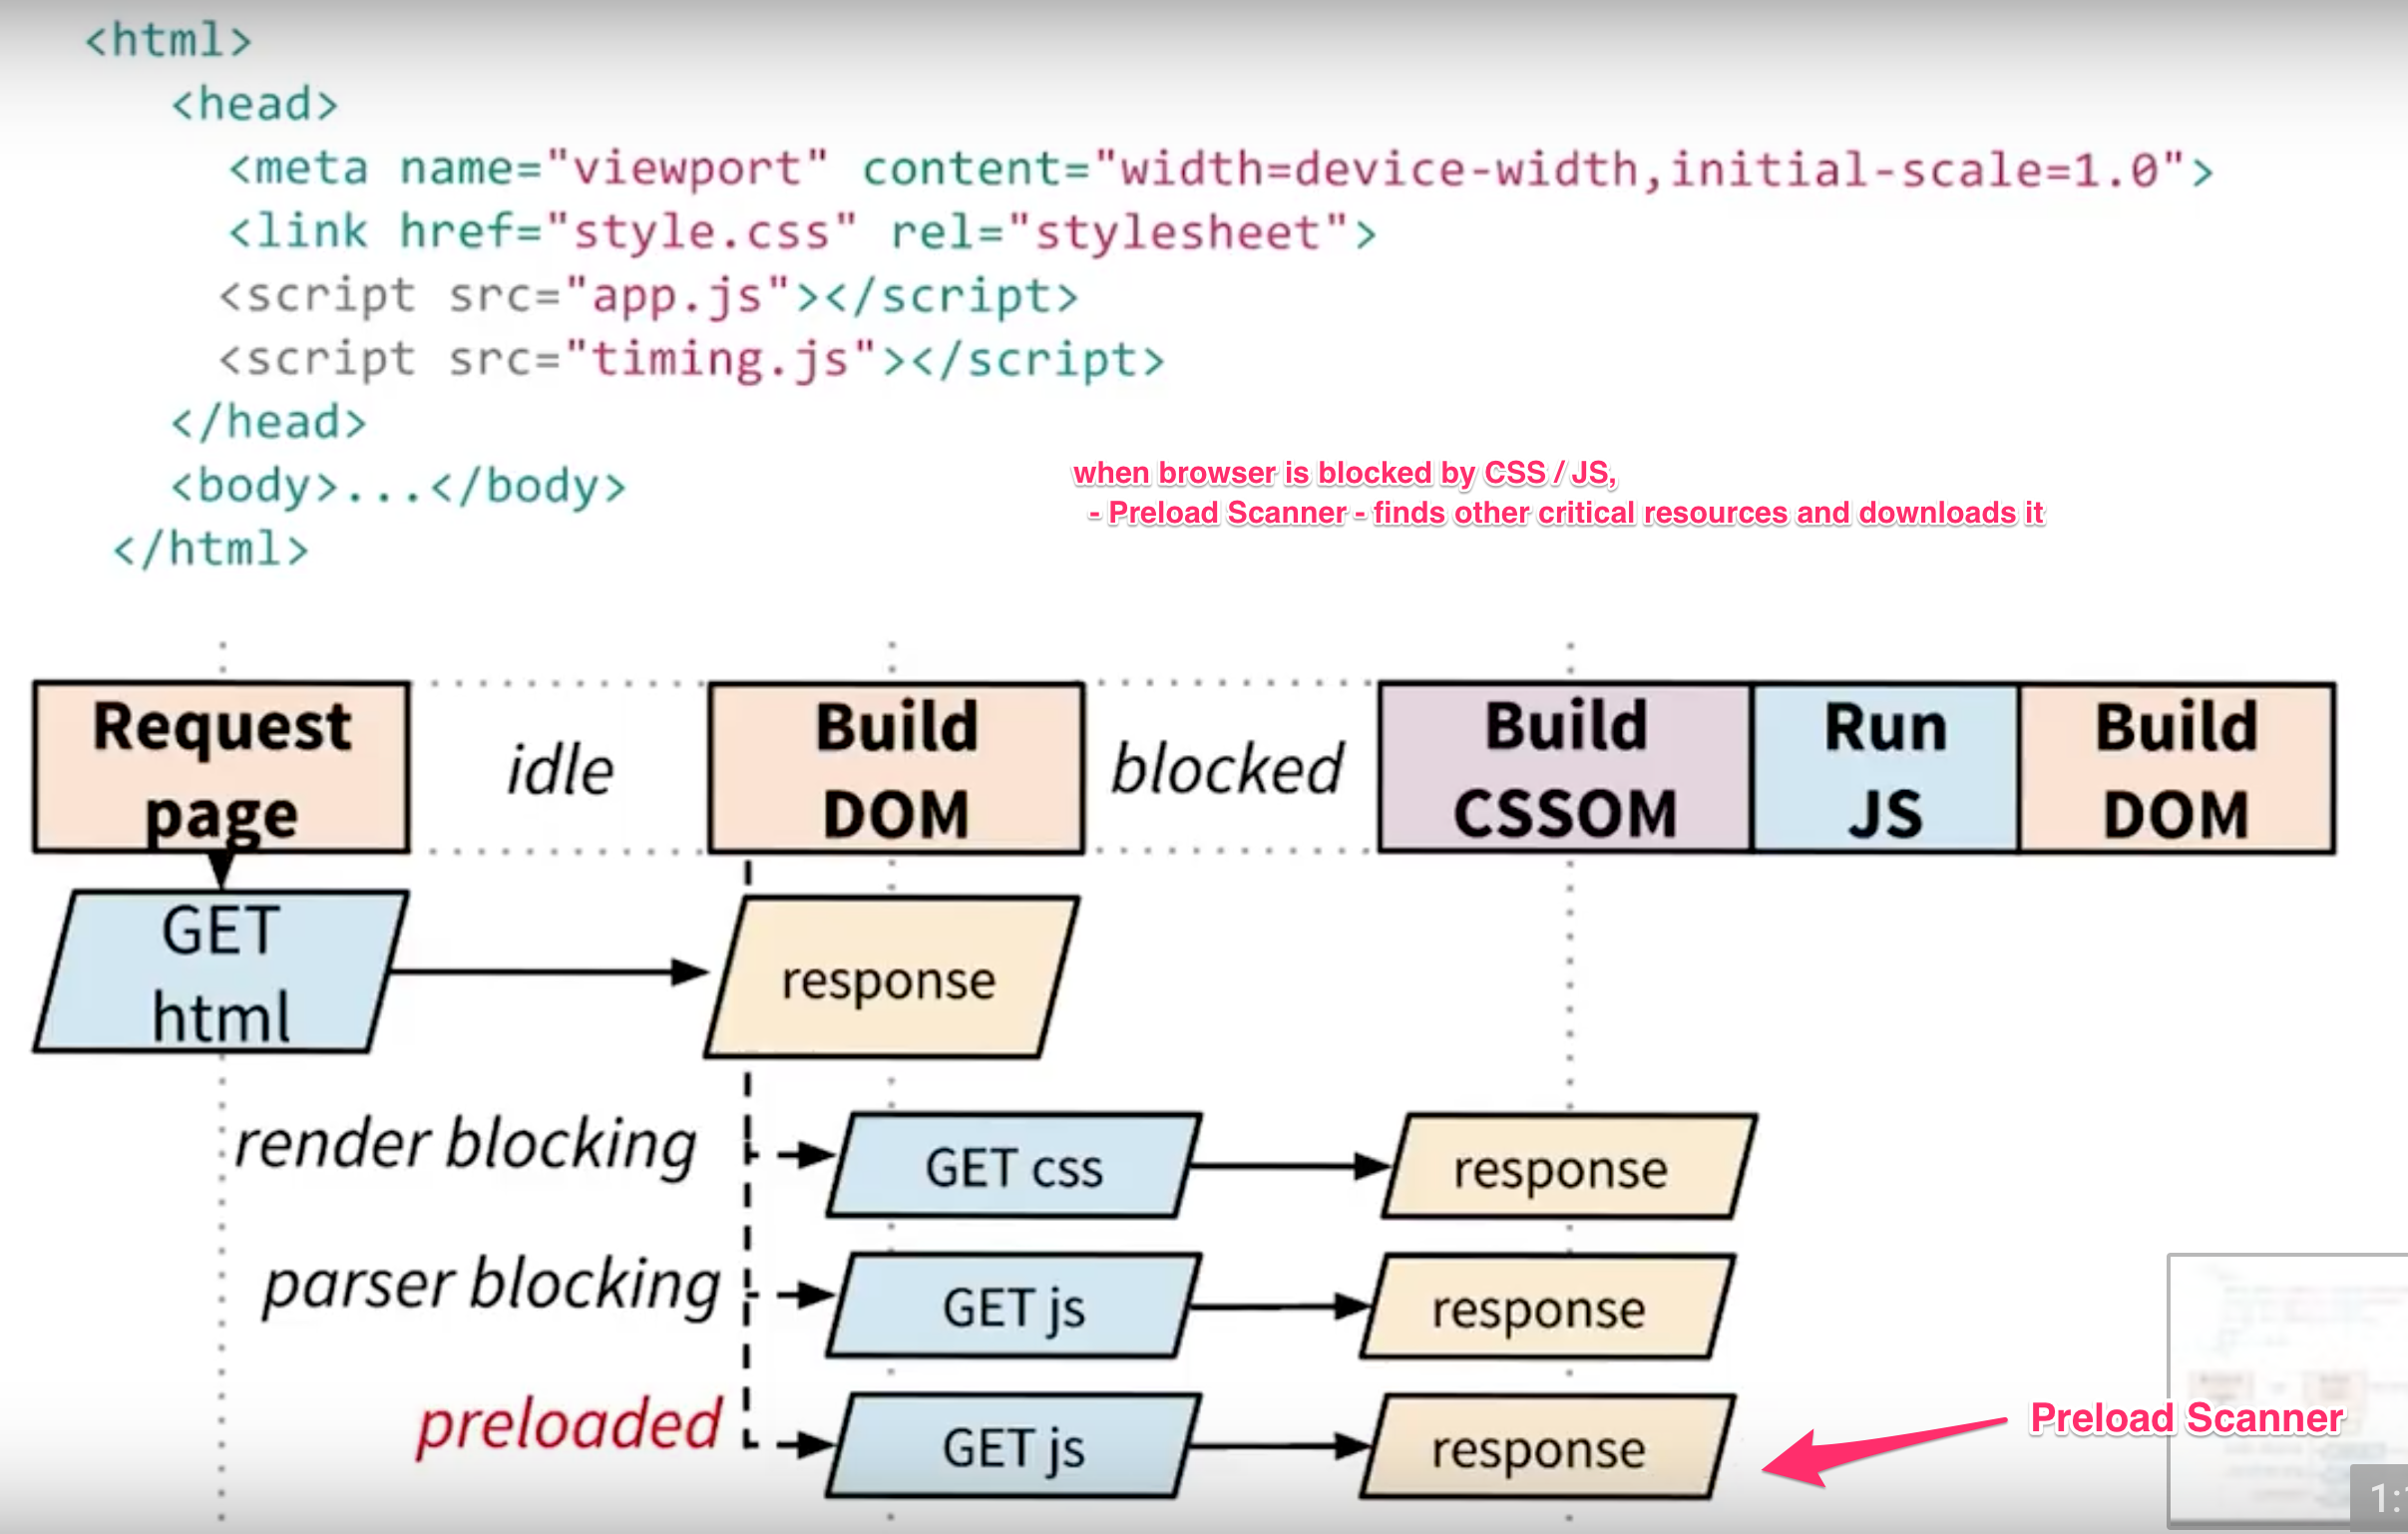 <html>
<head>
<meta name="viewport" content="width=device-width,initial-scale=1.0">
<link href="style.css" rel="stylesheet">
<script src="app.js"></script>
<script src="timing.js"></script>
</head>
<body>...</body>
</html>
when browser is blocked by CSS / JS,
- Preload Scanner - finds other critical resources and downloads it
Request
page
idle
Build
DOM
blocked
Build
CSSOM
Run
JS
Build
DOM
GET
html
response
render blocking
GET css
response
parser blocking
GET js
response
preloaded
GET js
response
Preload Scanner